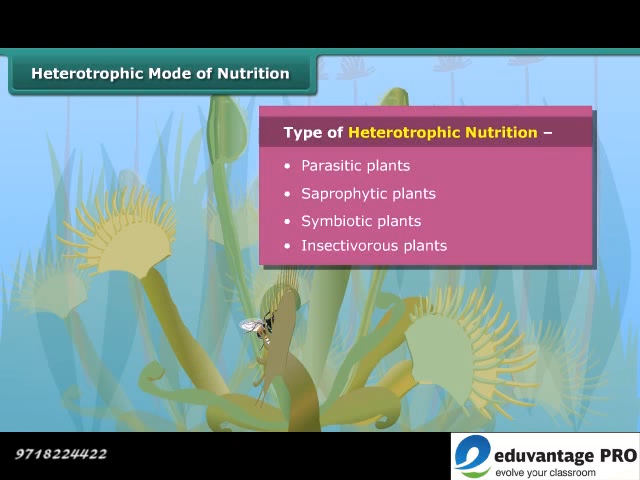 Heterotrophic Mode of Nutrition
Type of Heterotrophic Nutrition –
• Parasitic plants
• Saprophytic plants
• Symbiotic plants
• Insectivorous plants
9718224422
eduvantage PRO
evolve your classroom